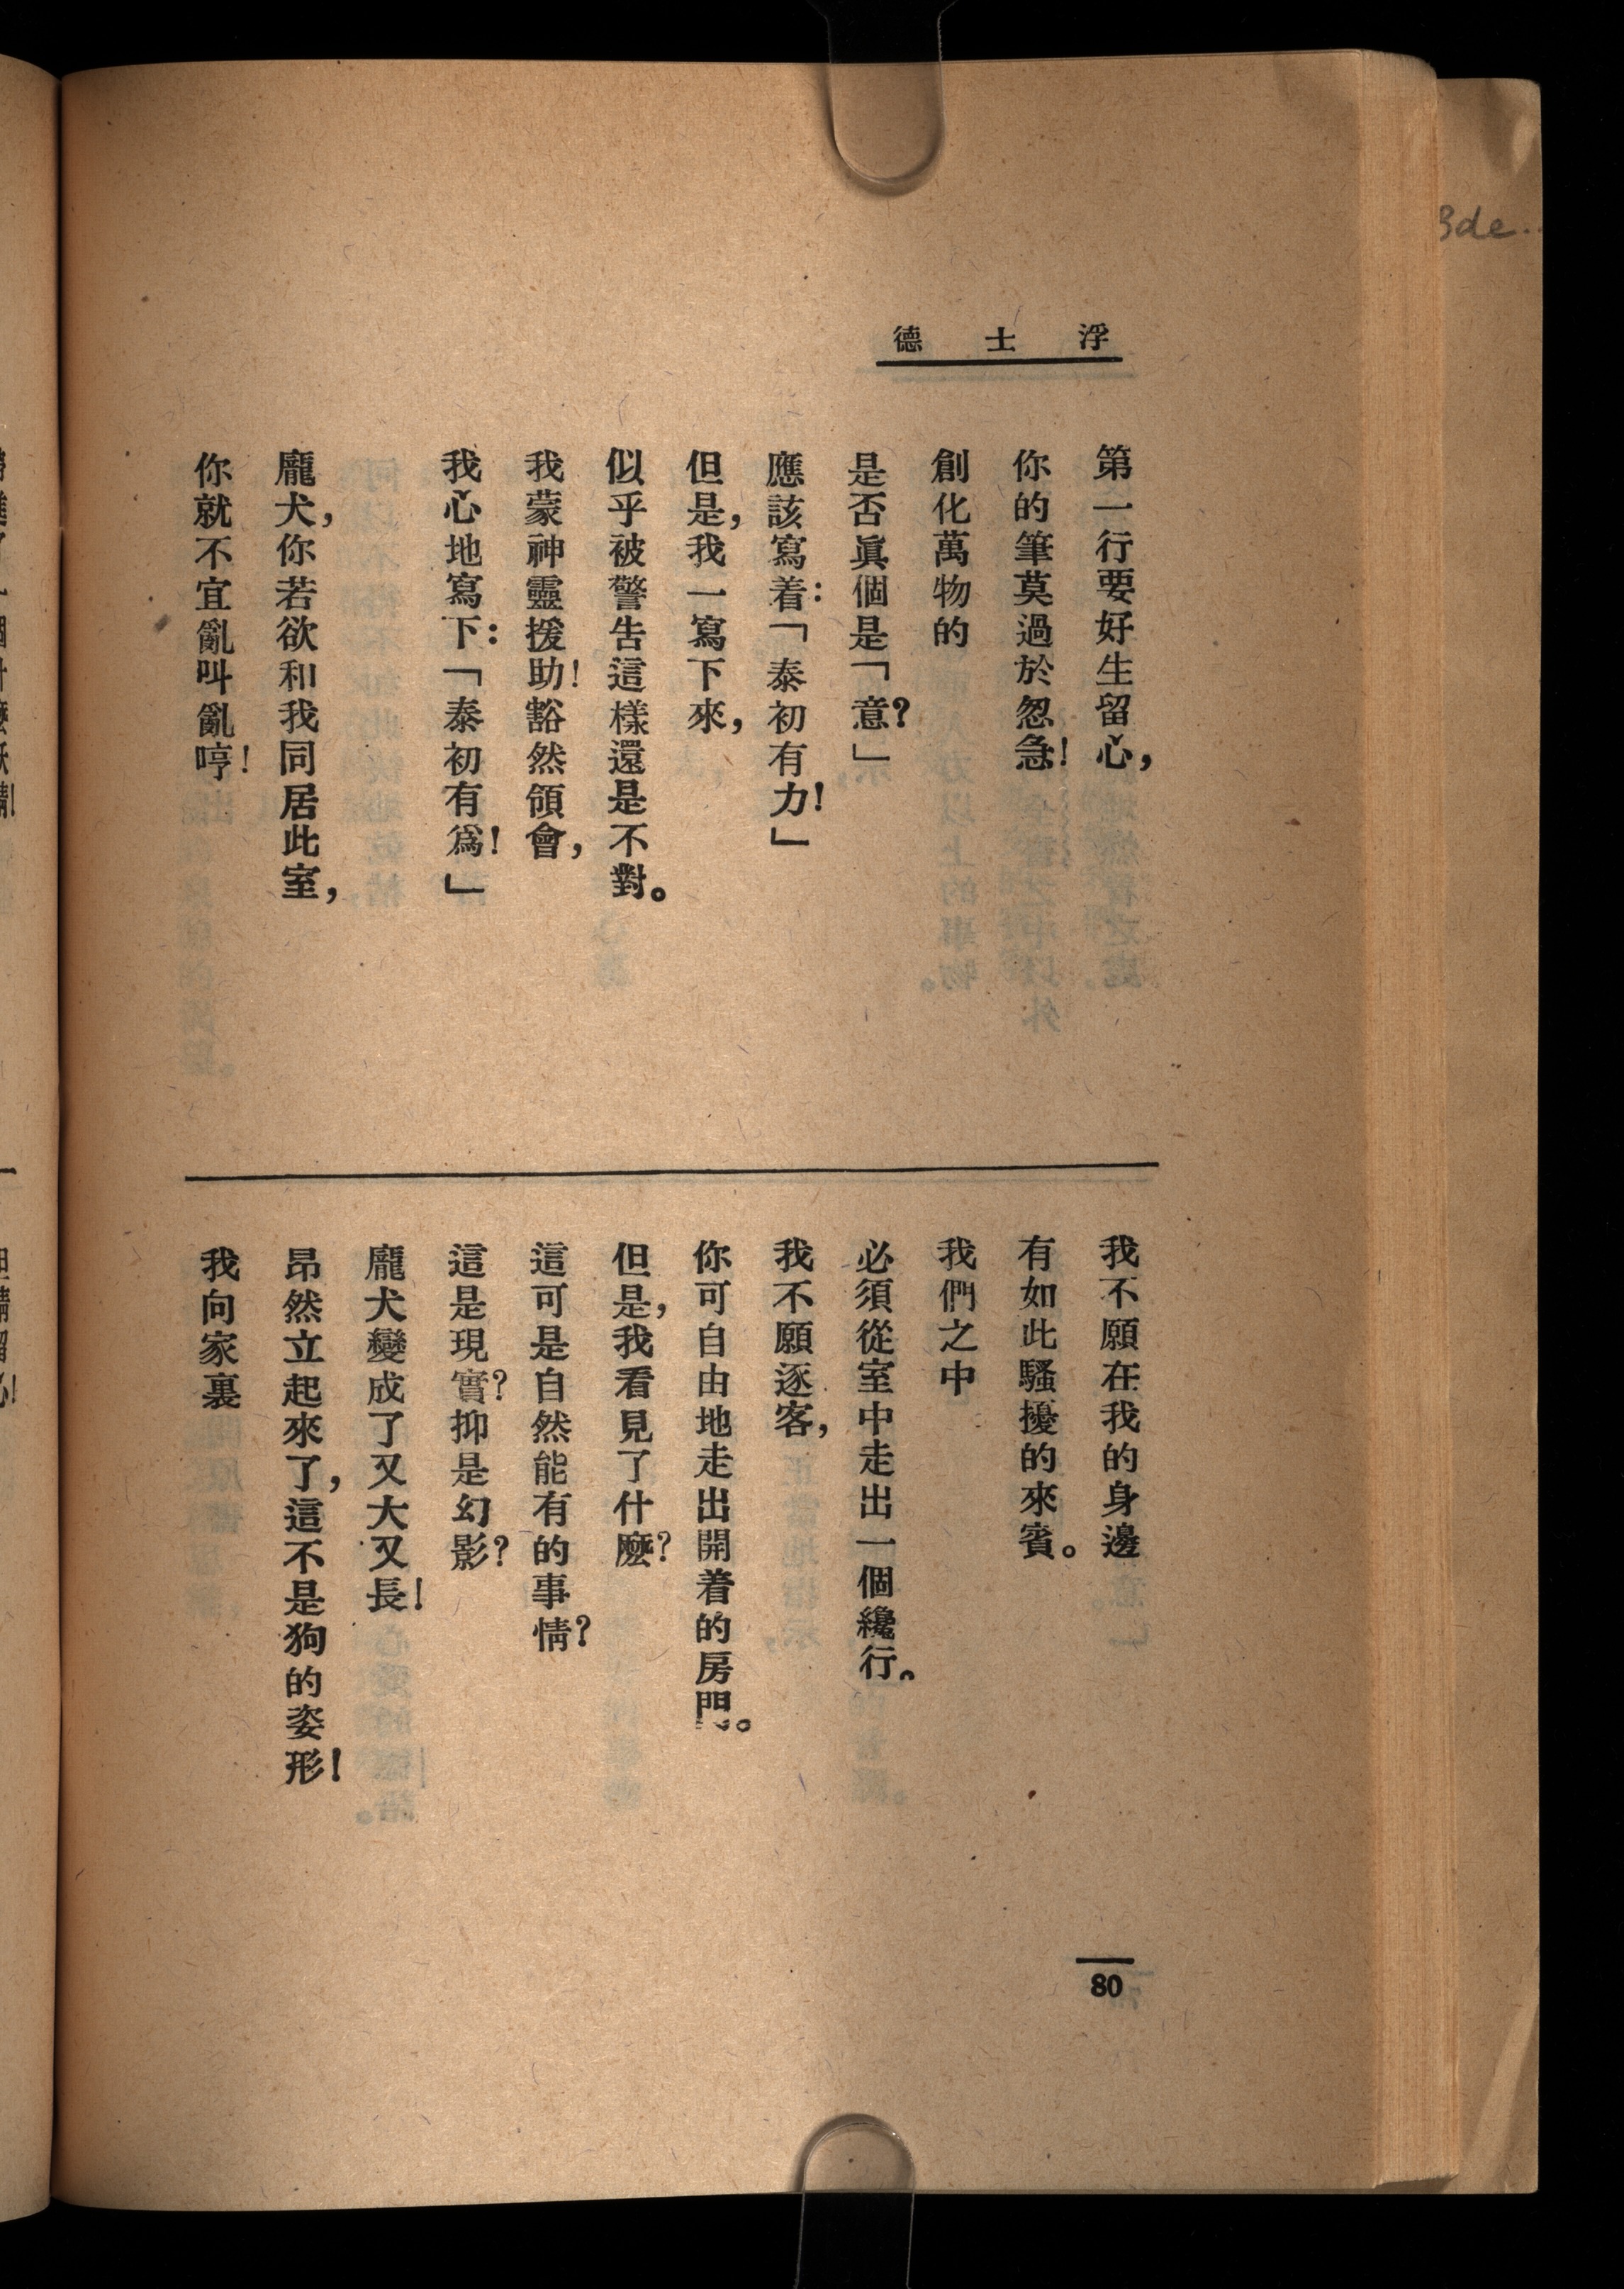 浮士德
第一行要好生留心，
你的筆莫過於忽急！
創化萬物的
是否眞個是「意？」
應該寫着：「泰初有力！」
但是，我一寫下來，
似乎被警告這樣還是不對。
我蒙神靈援助！豁然領會，
我心地寫下：「泰初有爲！」
龐犬，你若欲和我同居此室，
你就不宜亂叫亂哼！
我不願在我的身邊
有如此騷擾的來賓。
我們之中
必須從室中走出一個纔行。
我不願逐客，
你可自由地走出開着的房門。
但是，我看見了什麼？
這可是自然能有的事情？
這是現實？抑是幻影？
龐犬變成了又大又長！
昂然立起來了，這不是狗的姿形！
我向家裏
80
3de..